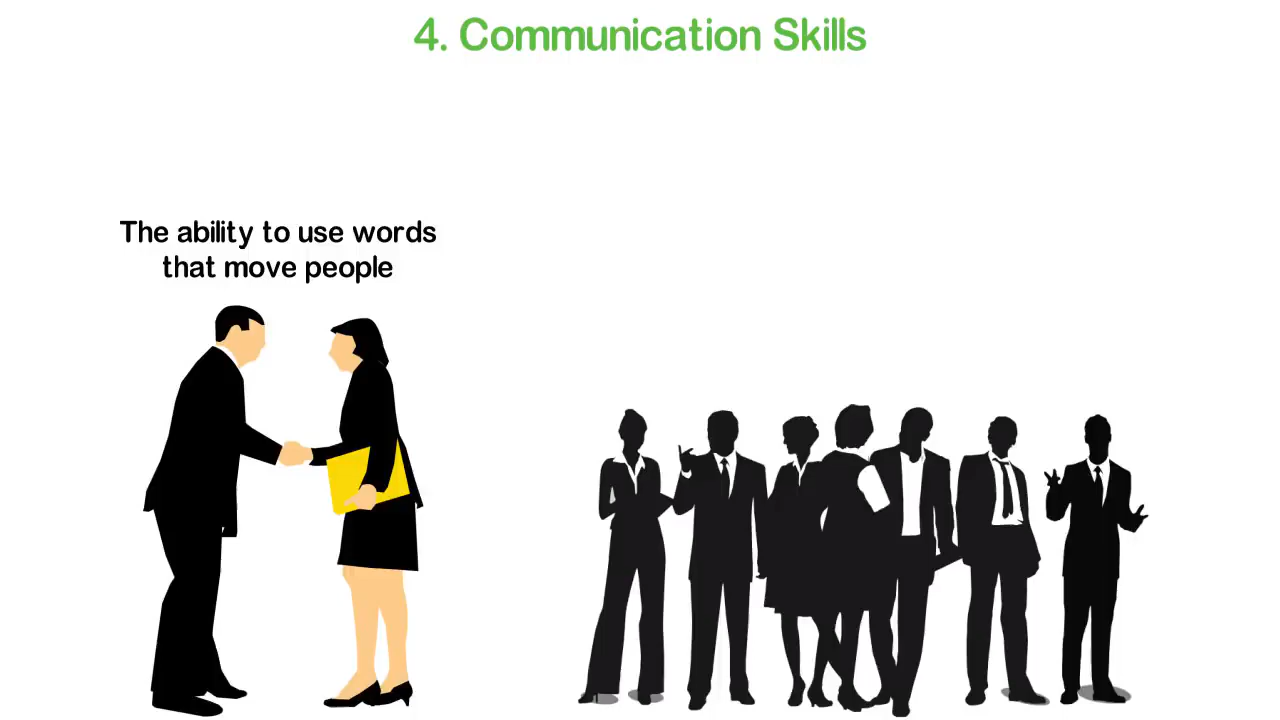 4. Communication Skills
The ability to use words
that move people